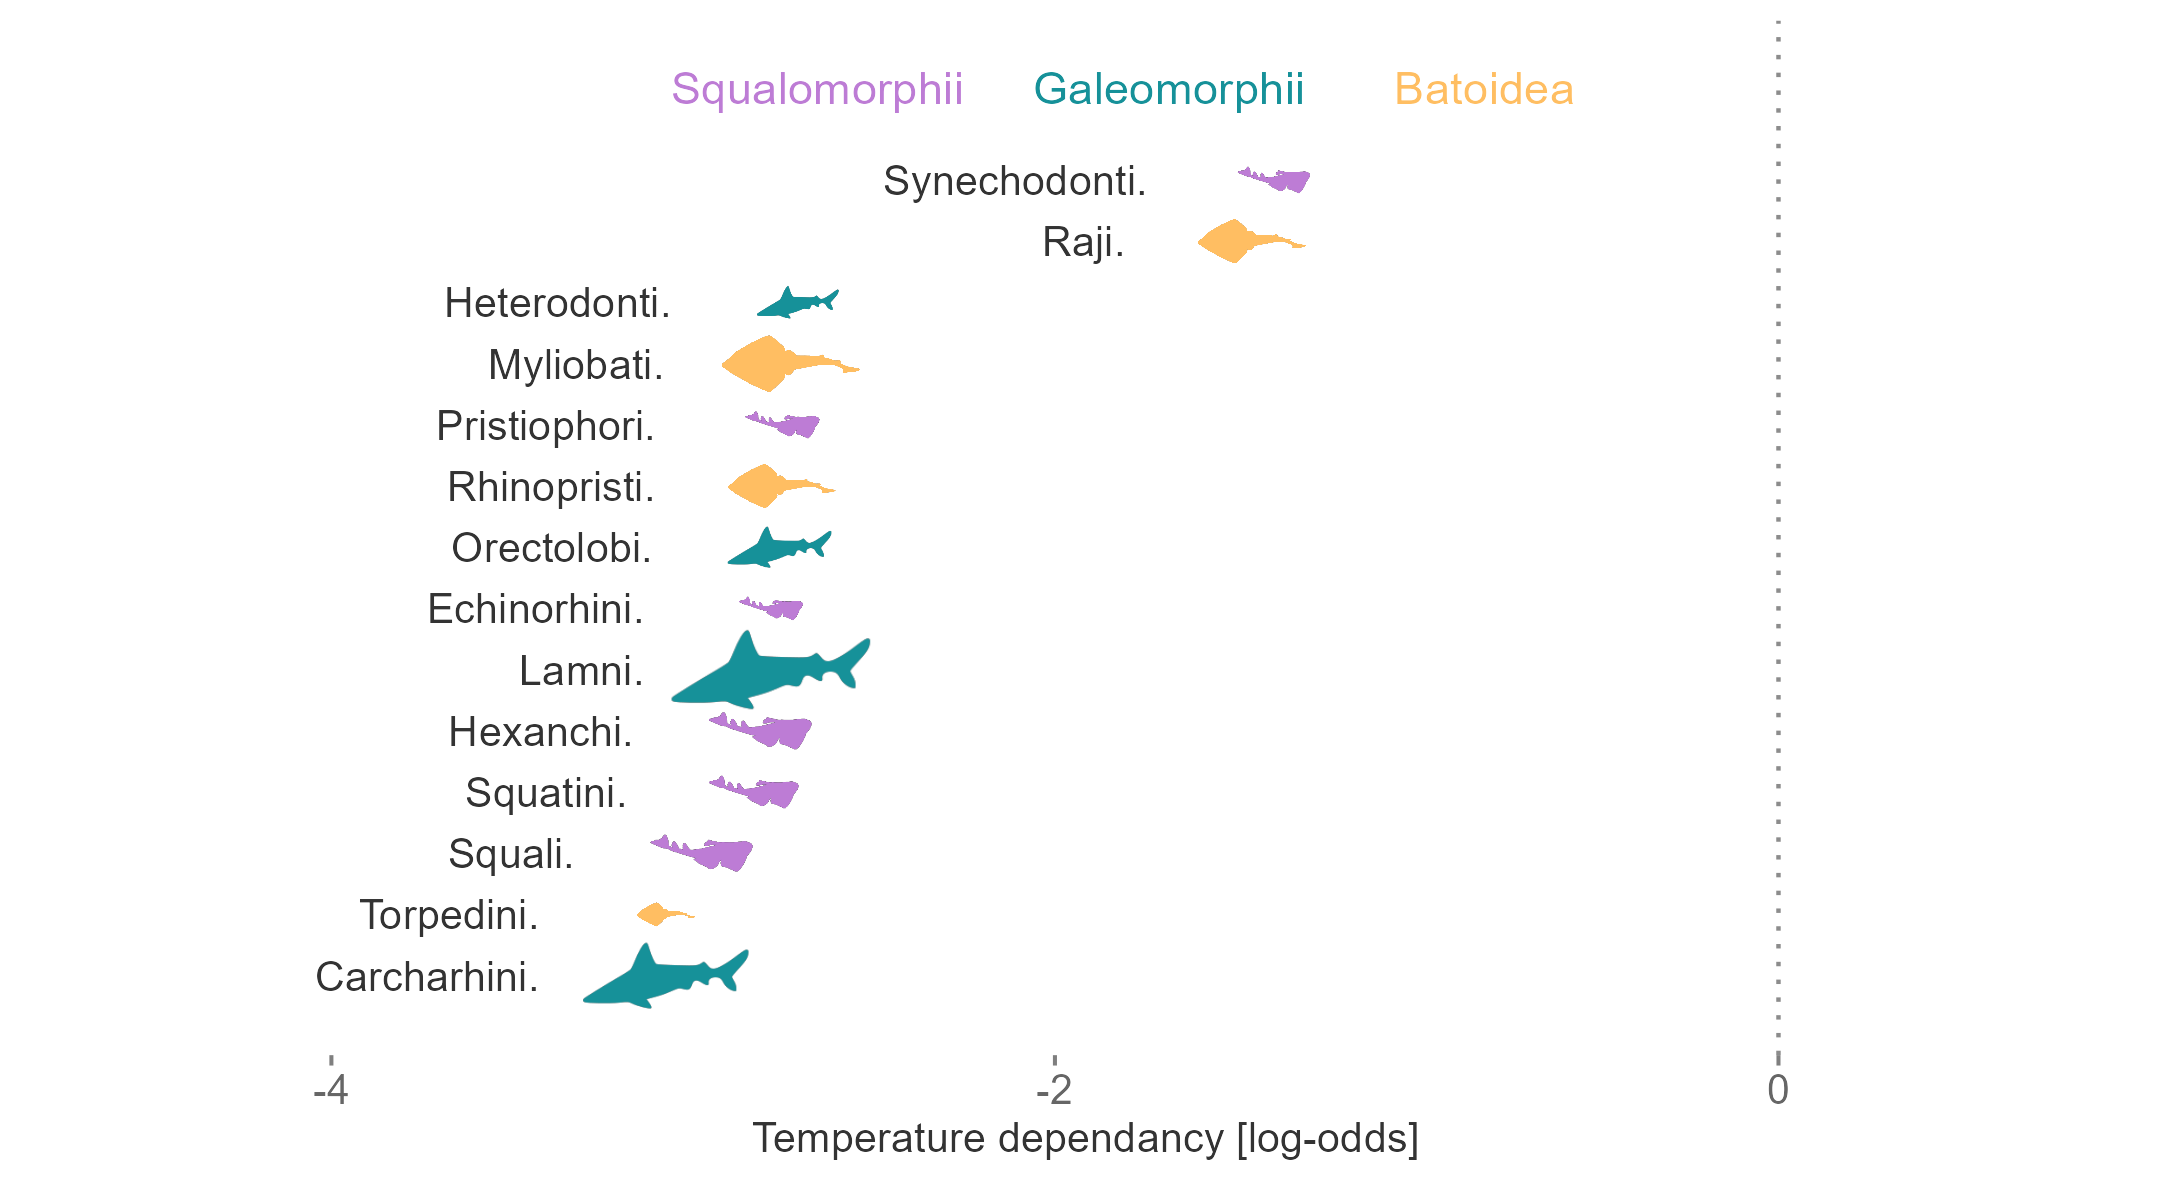 Squalomorphii Galeomorphii Batoidea
Synechodonti.
Raji.
Heterodonti.
Myliobati.
Pristiophori.
Rhinopristi.
Orectolobi.
Echinorhini.
Lamni.
Hexanchi.
Squatini.
Squali.
Torpedini.
Carcharhini.
-4 -2 0
Temperature dependancy [log-odds]